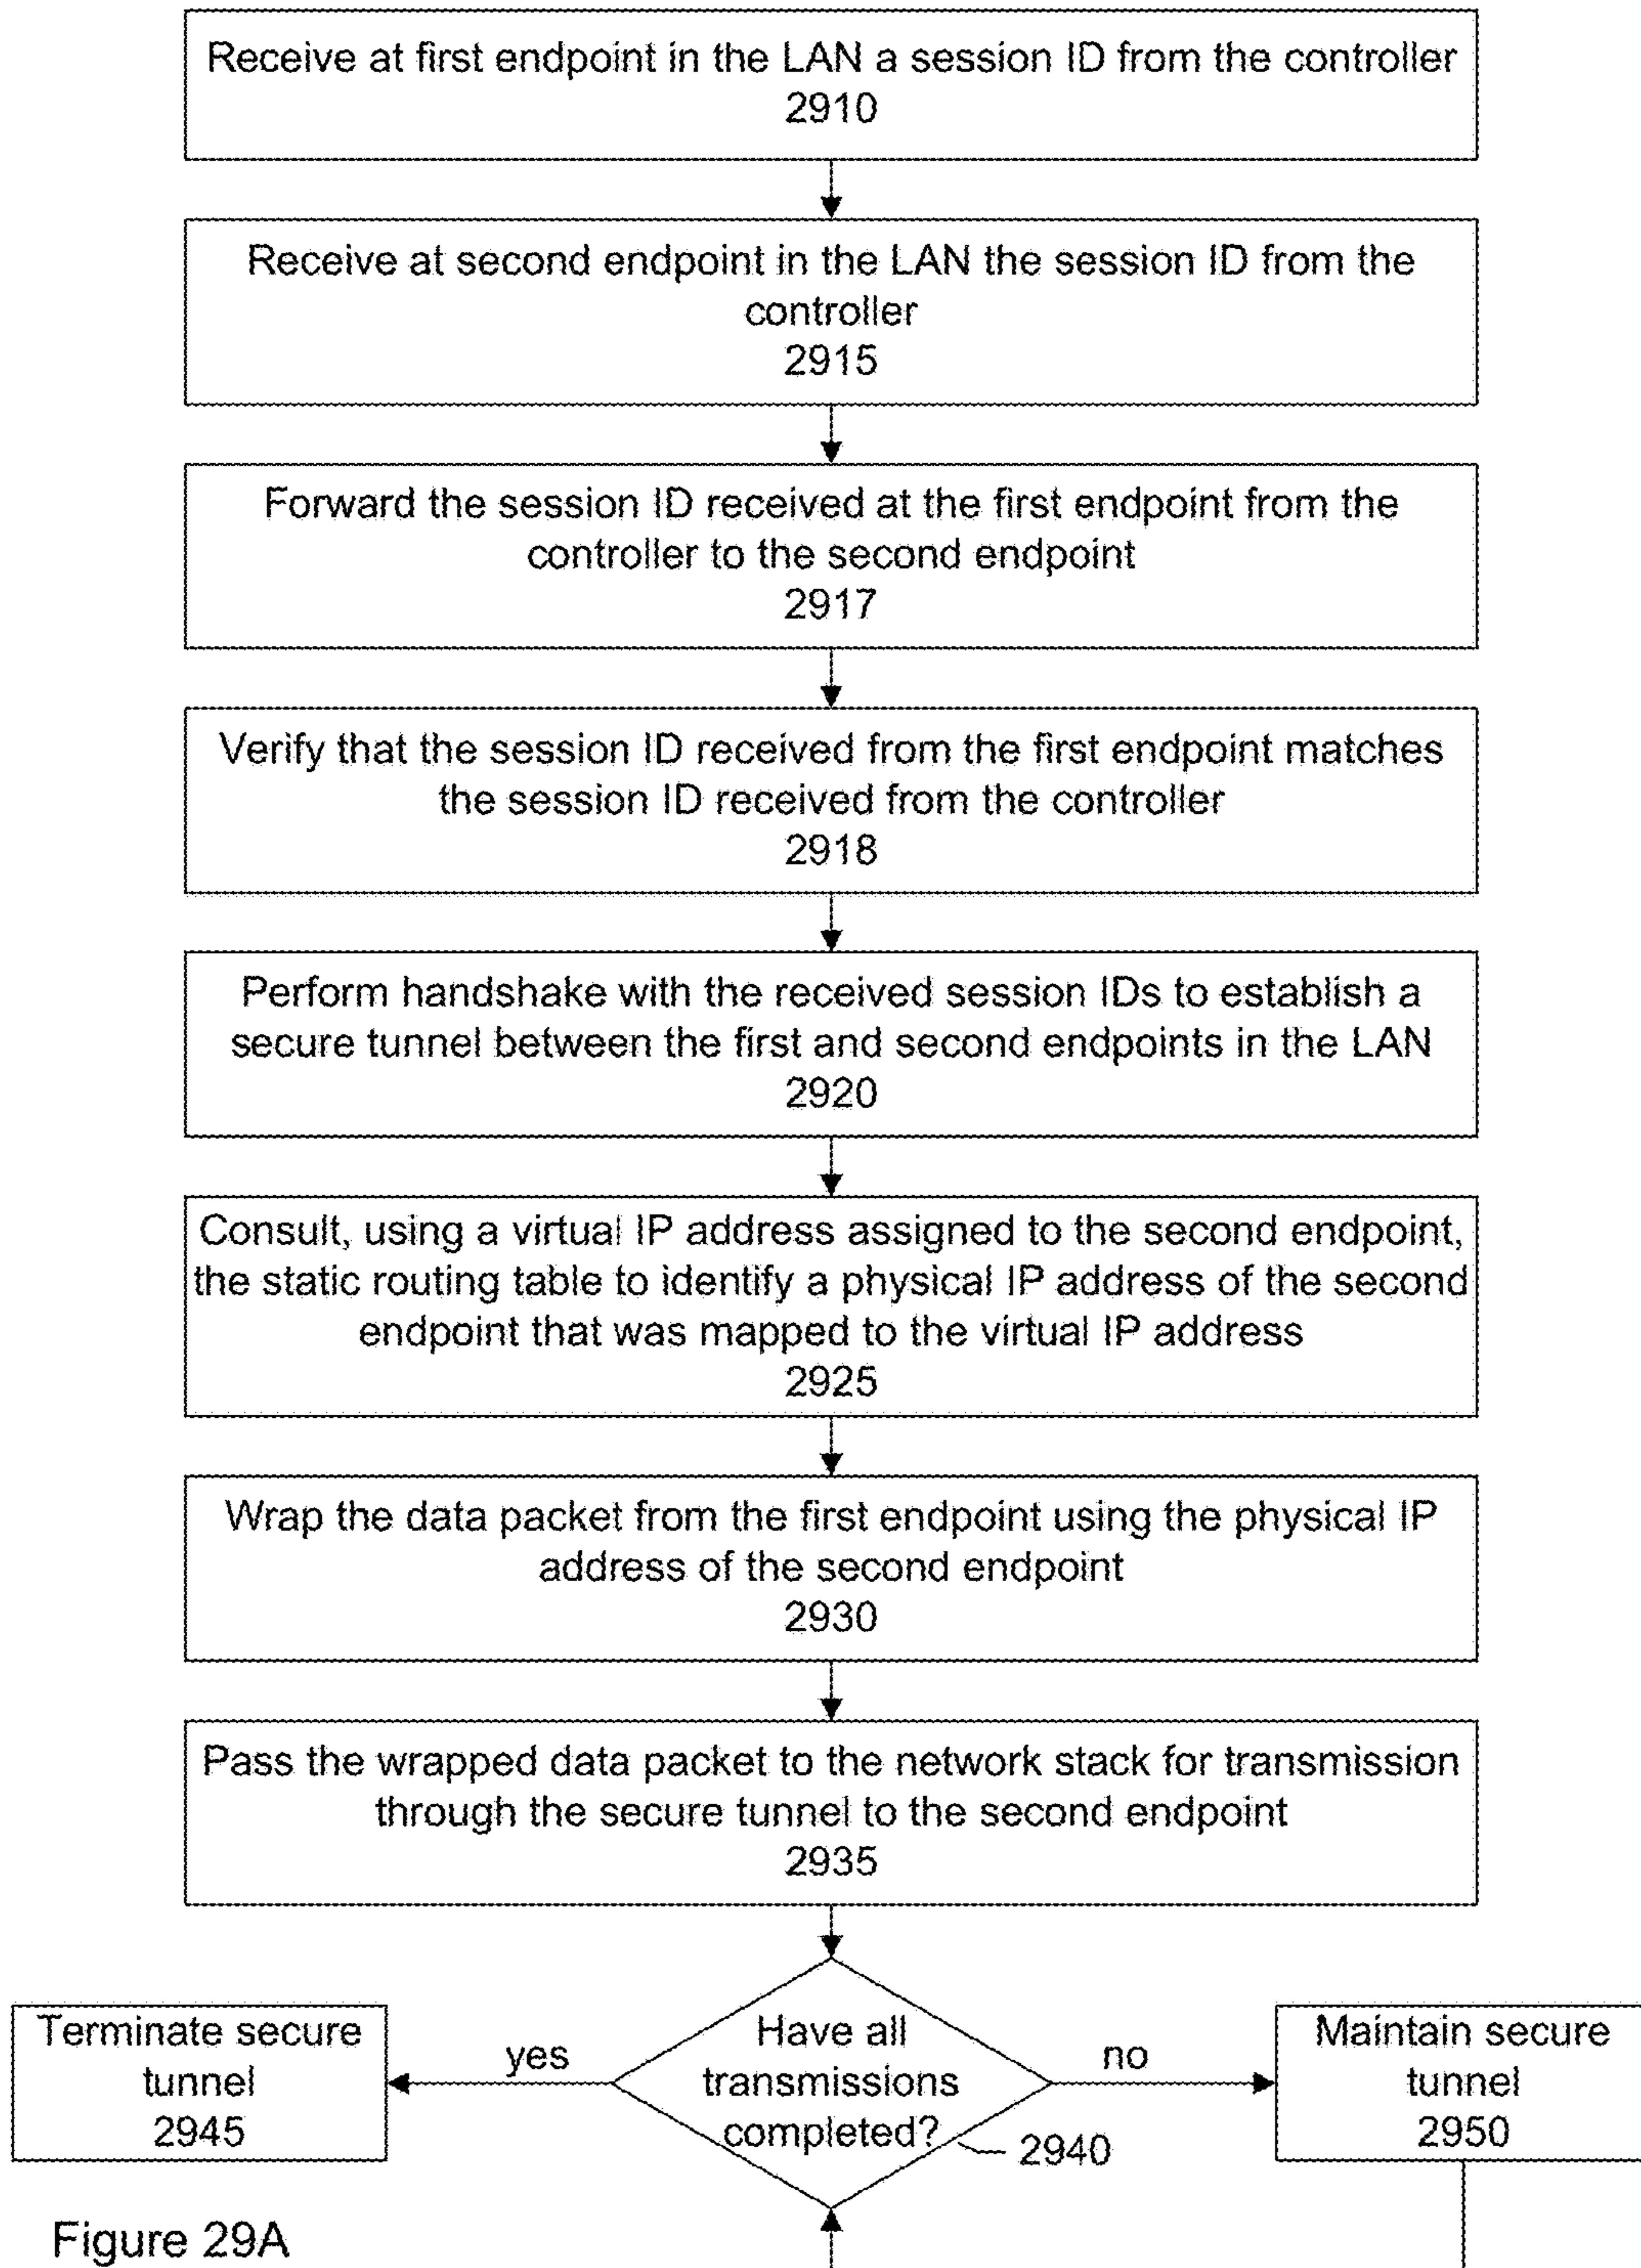 Receive at first endpoint in the LAN a session ID from the controller
2910
Receive at second endpoint in the LAN the session ID from the
controller
2915
Forward the session ID received at the first endpoint from the
controller to the second endpoint
2917
Verify that the session ID received from the first endpoint matches
the session ID received from the controller
2918
Perform handshake with the received session IDs to establish a
secure tunnel between the first and second endpoints in the LAN
2920
Consult, using a virtual IP address assigned to the second endpoint,
the static routing table to identify a physical IP address of the second
endpoint that was mapped to the virtual IP address
2925
Wrap the data packet from the first endpoint using the physical IP
address of the second endpoint
2930
Pass the wrapped data packet to the network stack for transmission
through the secure tunnel to the second endpoint
2935
Terminate secure
tunnel
2945
yes
Have all
transmissions
completed?
2940
no
Maintain secure
tunnel
2950
Figure 29A